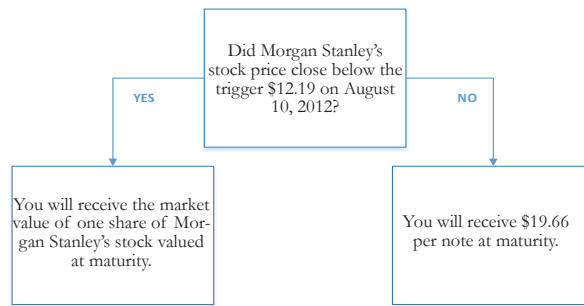 Did Morgan Stanley's
stock price close below the
trigger $12.19 on August
10, 2012?
YES
NO
You will receive the market
value of one share of Mor-
gan Stanley's stock valued
at maturity.
You will receive $19.66
per note at maturity.